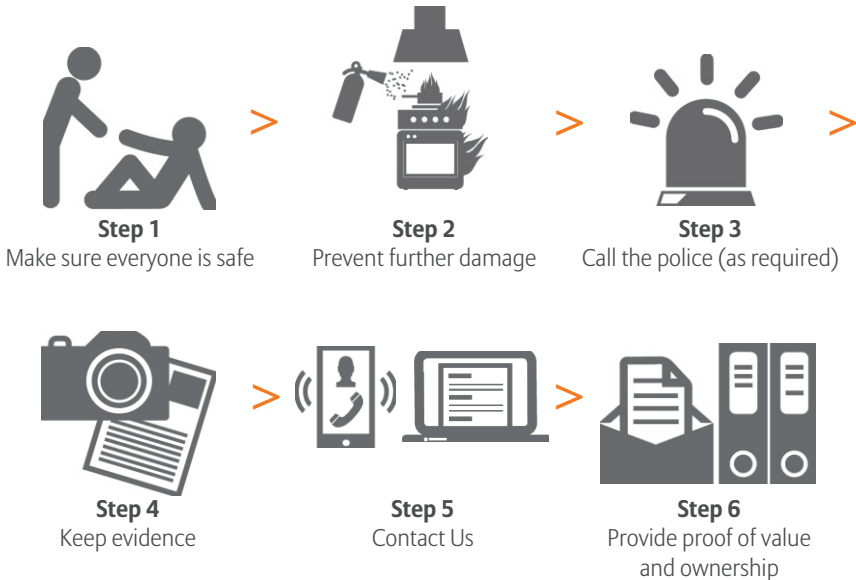 Step 1
Make sure everyone is safe
Step 2
Prevent further damage
Step 3
Call the police (as required)
Step 4
Keep evidence
Step 5
Contact Us
Step 6
Provide proof of value
and ownership